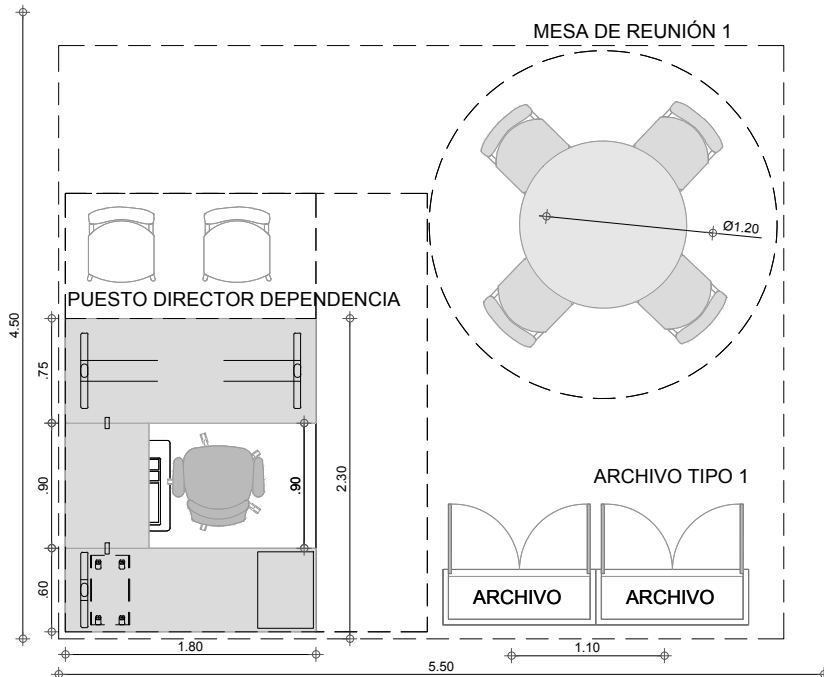 MESA DE REUNIÓN 1
Ø1.20
PUESTO DIRECTOR DEPENDENCIA
4.50
.75
.90
.90
2.30
ARCHIVO TIPO 1
.60
ARCHIVO
ARCHIVO
1.80
1.10
5.50